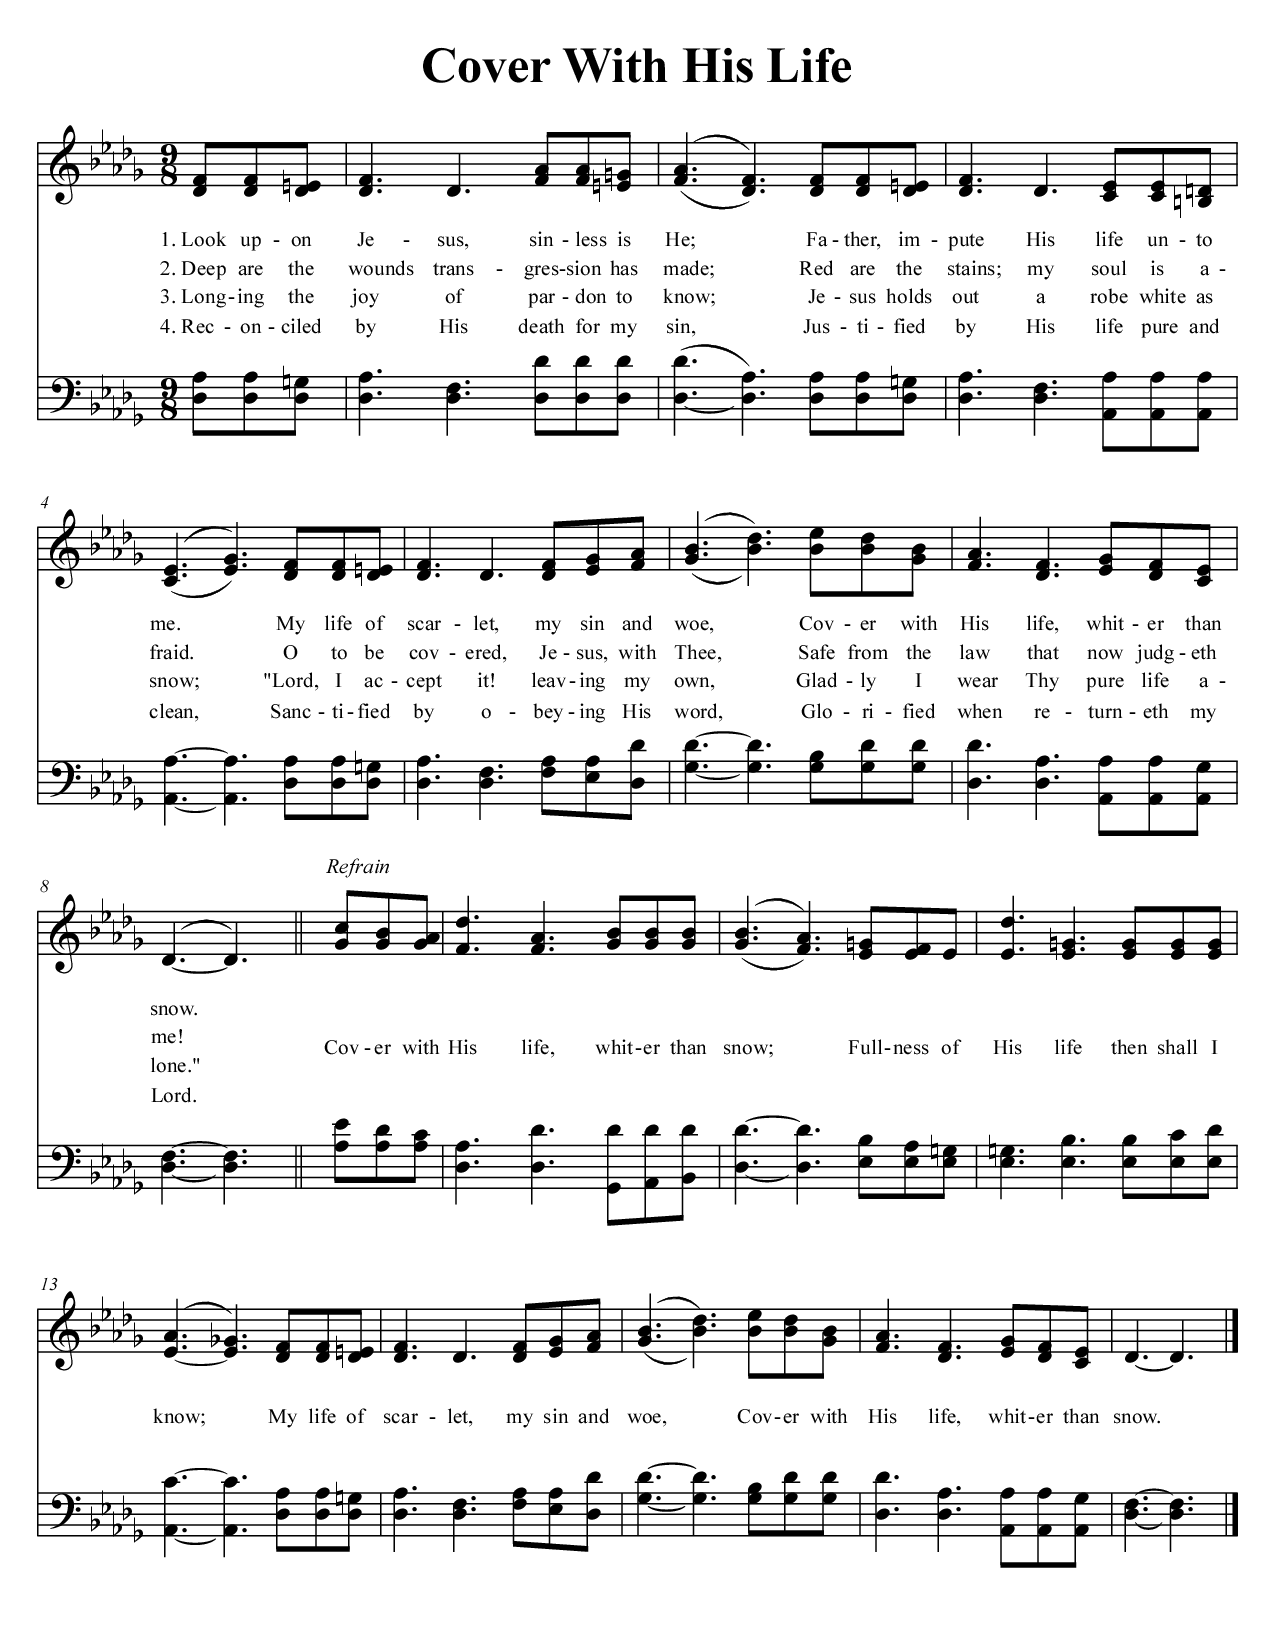 Cover With His Life
9 8
1. Look up - on Je - sus, sin - less is He; Fa - ther, im - pute His life un - to
2. Deep are the wounds trans - gres - sion has made; Red are the stains; my soul is a -
3. Long - ing the joy of par - don to know; Je - sus holds out a robe white as
4. Rec - on - ciled by His death for my sin, Jus - ti - fied by His life pure and
9 8
4
me. My life of scar - let, my sin and woe, Cov - er with His life, whit - er than
fraid. O to be cov - ered, Je - sus, with Thee, Safe from the law that now judg - eth
snow; "Lord, I ac - cept it! leav - ing my own, Glad - ly I wear Thy pure life a -
clean, Sanc - ti - fied by o - bey - ing His word, Glo - ri - fied when re - turn - eth my
Refrain
8
snow.
me!
Cov - er with His life, whit - er than snow; Full - ness of His life then shall I
lone."
Lord.
13
know; My life of scar - let, my sin and woe, Cov - er with His life, whit - er than snow.